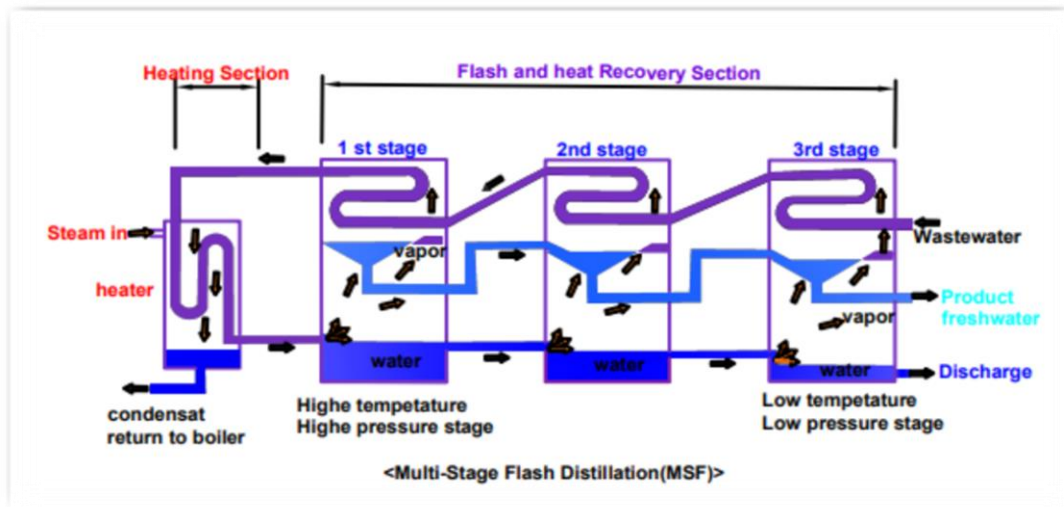 Heating Section
Flash and heat Recovery Section
1 st stage
2nd stage
3rd stage
Steam in
vapor
Wastewater
heater
Product
freshwater
vapor
water
water
water
Discharge
condensat
return to boiler
Highe tempetature
Highe pressure stage
Low tempetature
Low pressure stage
<Multi-Stage Flash Distillation(MSF)>